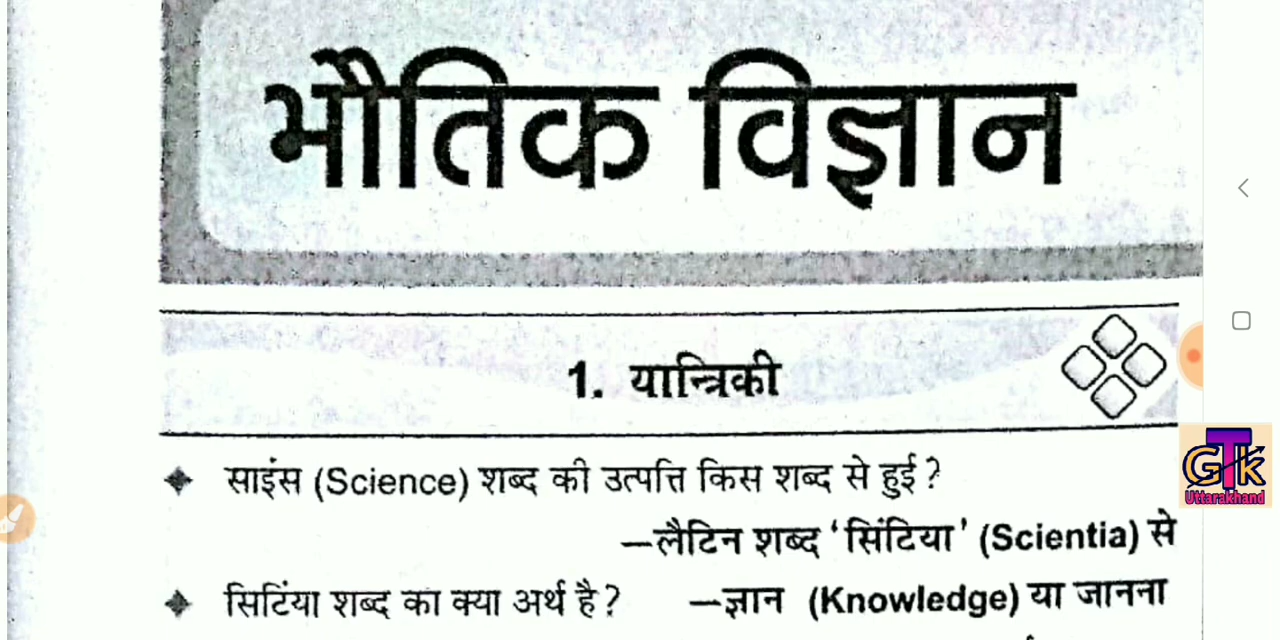 भौतिक विज्ञान
1. यान्त्रिकी
साइंस (Science) शब्द की उत्पत्ति किस शब्द से हुई ?
—लैटिन शब्द ‘सिंटिया’ (Scientia) से
सिटिंया शब्द का क्या अर्थ है ? —ज्ञान (Knowledge) या जानना
GTK
Uttarakhand